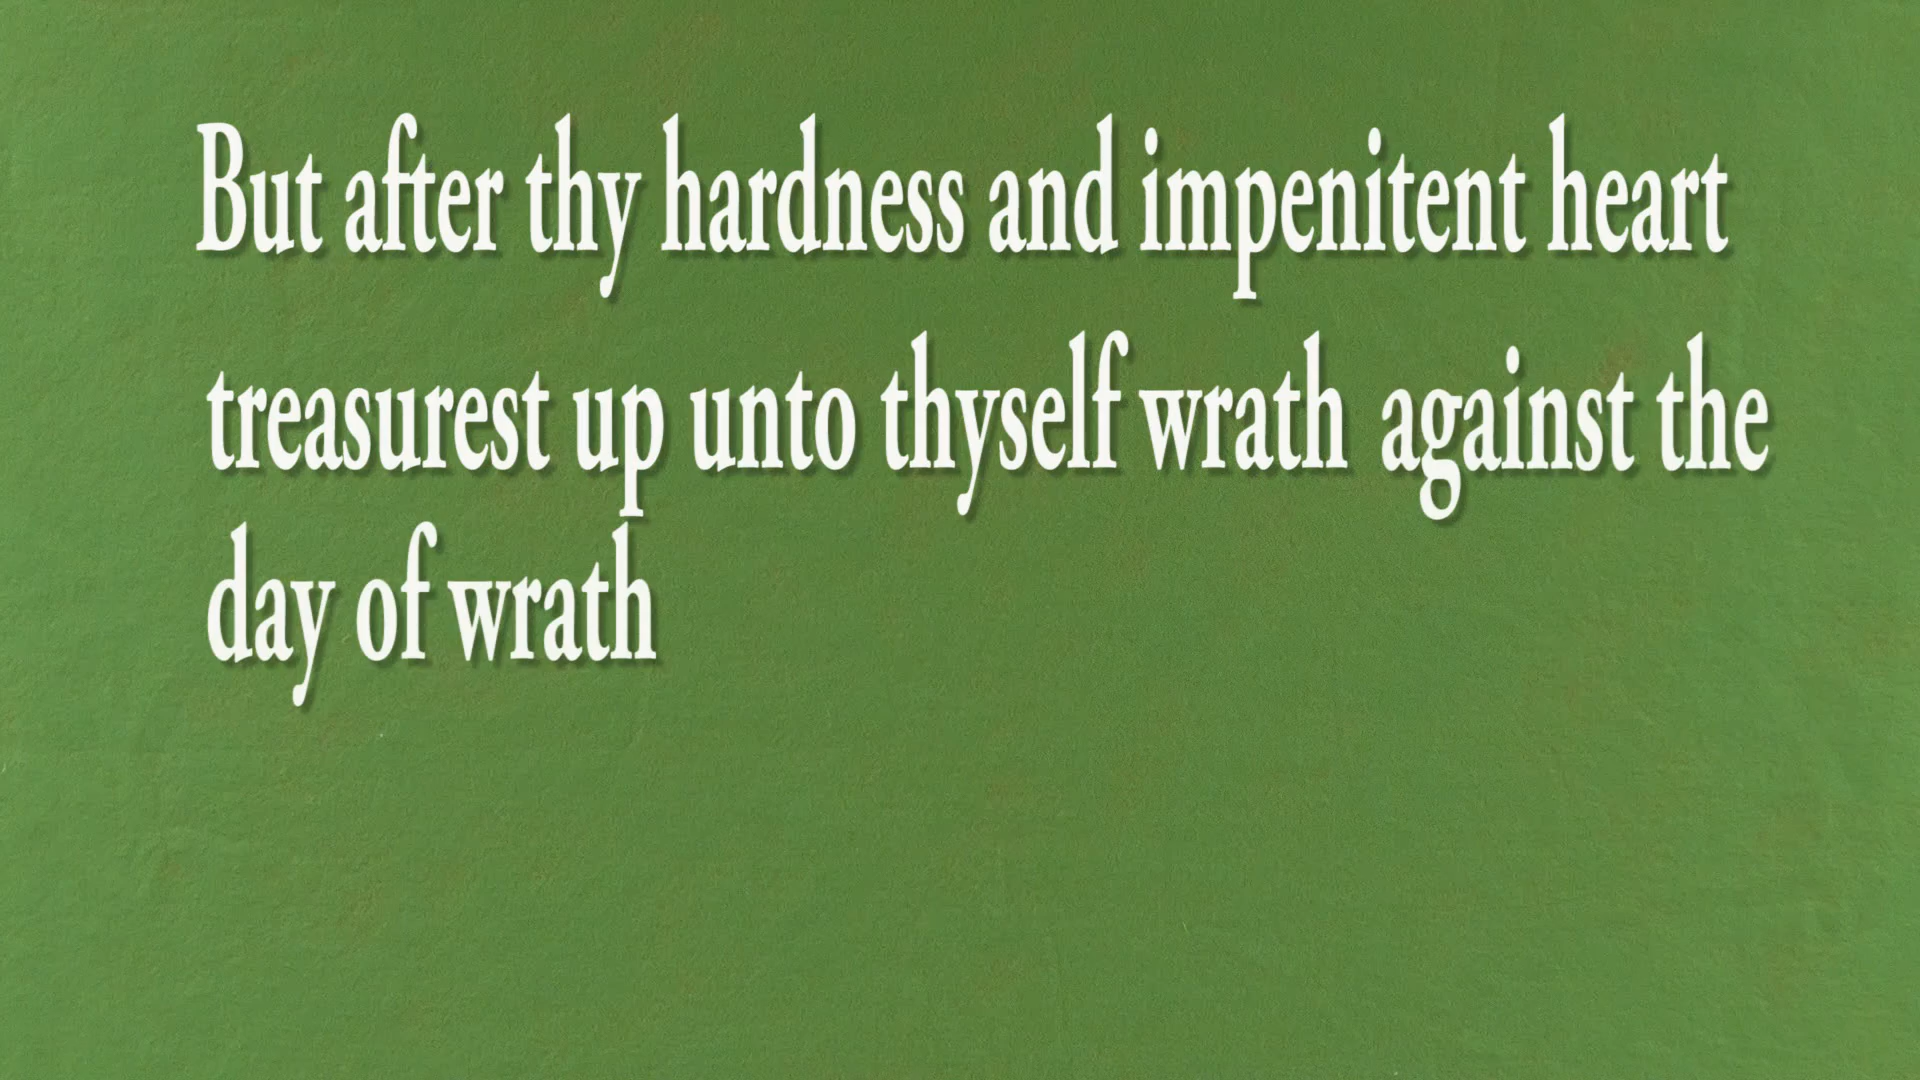 But after thy hardness and impenitent heart
treasurest up unto thyself wrath against the
day of wrath